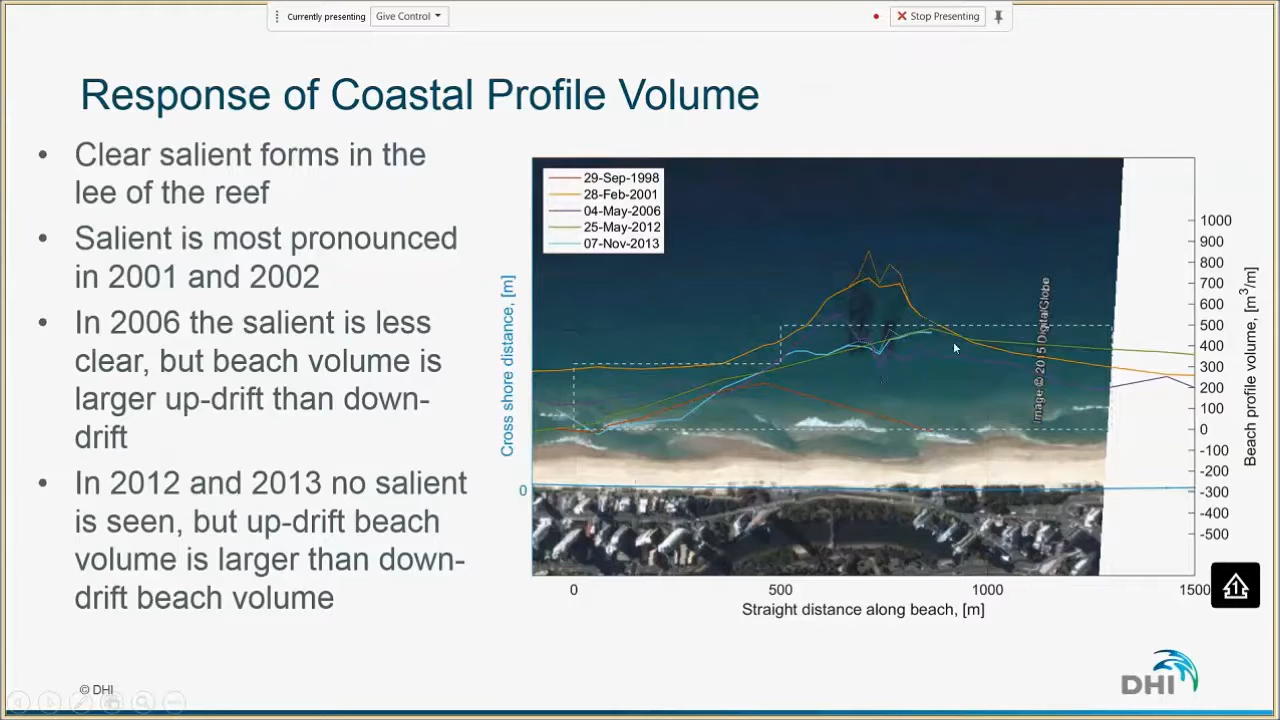 Currently presenting
Give Control
Stop Presenting
Response of Coastal Profile Volume
• Clear salient forms in the
lee of the reef
• Salient is most pronounced
in 2001 and 2002
• In 2006 the salient is less
clear, but beach volume is
larger up-drift than down-
drift
• In 2012 and 2013 no salient
is seen, but up-drift beach
volume is larger than down-
drift beach volume
29-Sep-1998
28-Feb-2001
04-May-2006
25-May-2012
07-Nov-2013
Cross shore distance, [m]
0
Image © 2015 DigitalGlobe
1000
900
800
700
600
500
400
300
200
100
0
-100
-200
-300
-400
-500
Beach profile volume, [m³/m]
0 500 1000 1500
Straight distance along beach, [m]
1
© DHI
DHI